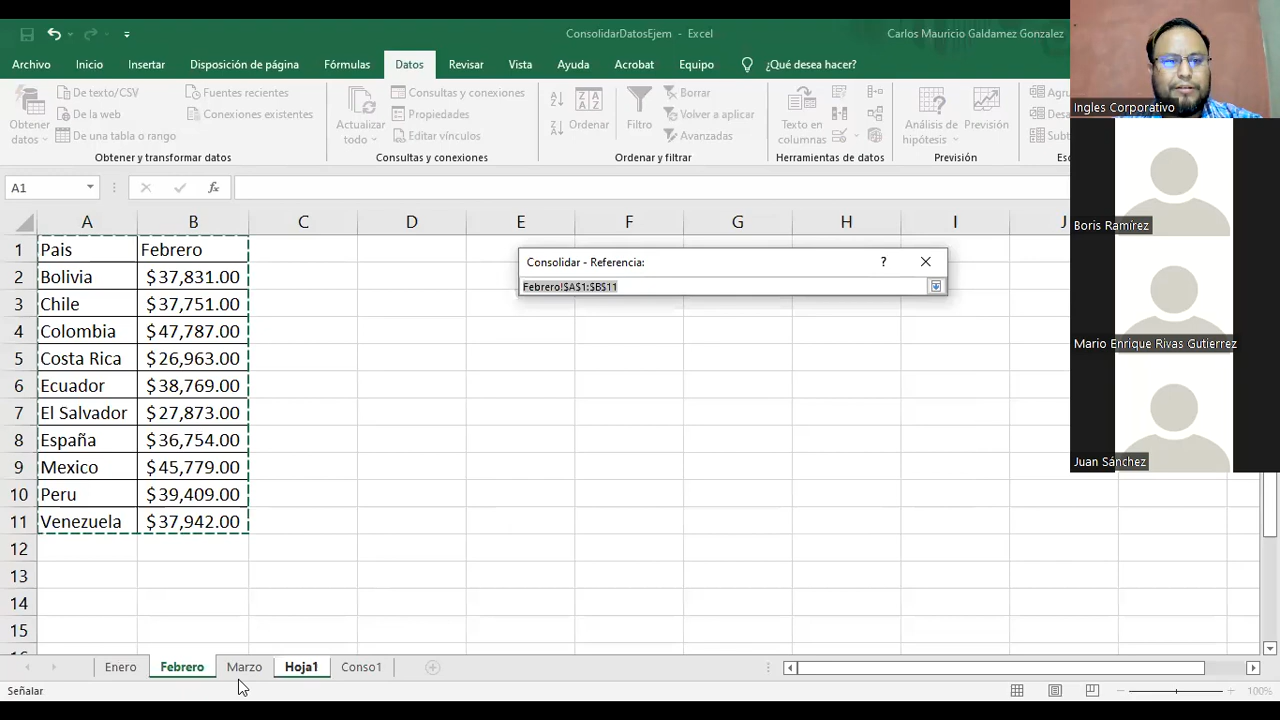 ConsolidarDatosEjem - Excel
Carlos Mauricio Galdamez Gonzalez
Archivo Inicio Insertar Disposición de página Fórmulas Datos Revisar Vista Ayuda Acrobat Equipo ¿Qué desea hacer?
De texto/CSV
Fuentes recientes
De la web
Conexiones existentes
De una tabla o rango
Obtener datos
Obtener y transformar datos
Actualizar todo
Consultas y conexiones
Propiedades
Editar vínculos
Consultas y conexiones
Ordenar
Filtro
Borrar
Volver a aplicar
Avanzadas
Ordenar y filtrar
Texto en columnas
Herramientas de datos
Análisis de hipótesis
Previsión
Previsión
A1
fx
A B C D E F G H I J
1 Pais Febrero
2 Bolivia $37,831.00
3 Chile $37,751.00
4 Colombia $47,787.00
5 Costa Rica $26,963.00
6 Ecuador $38,769.00
7 El Salvador $27,873.00
8 España $36,754.00
9 Mexico $45,779.00
10 Peru $39,409.00
11 Venezuela $37,942.00
12
13
14
15
Consolidar - Referencia:
?
Febrero!$A$1:$B$11
Enero Febrero Marzo Hoja1 Conso1
Señalar
100%
Ingles Corporativo
Boris Ramírez
Mario Enrique Rivas Gutierrez
Juan Sánchez